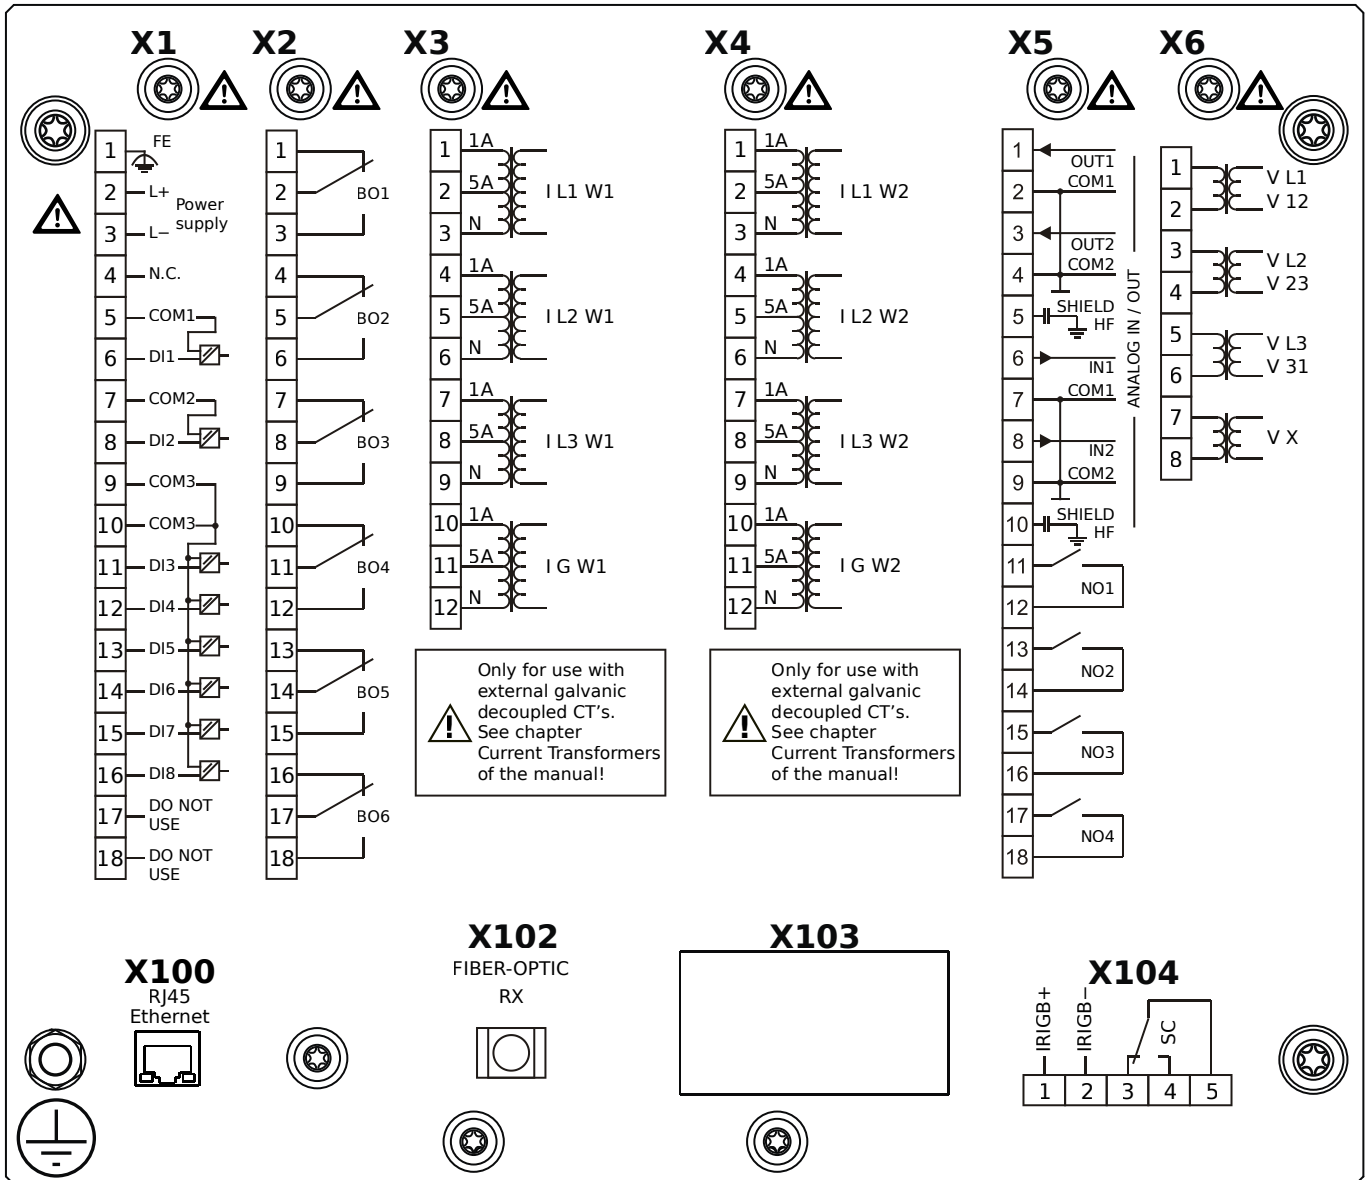 X1
X2
X3
X4
X5
X6
1
FE
2
L+
Power
supply
3
L−
4
N.C.
5
COM1
6
DI1
7
COM2
8
DI2
9
COM3
10
COM3
11
DI3
12
DI4
13
DI5
14
DI6
15
DI7
16
DI8
17
DO NOT
USE
18
DO NOT
USE
1
2
BO1
3
4
5
BO2
6
7
8
BO3
9
10
11
BO4
12
13
14
BO5
15
16
17
BO6
18
1
1A
2
5A
I L1 W1
3
N
4
1A
5
5A
I L2 W1
6
N
7
1A
8
5A
I L3 W1
9
N
10
1A
11
5A
I G W1
12
N
Only for use with
external galvanic
decoupled CT's.
See chapter
Current Transformers
of the manual!
1
1A
2
5A
I L1 W2
3
N
4
1A
5
5A
I L2 W2
6
N
7
1A
8
5A
I L3 W2
9
N
10
1A
11
5A
I G W2
12
N
Only for use with
external galvanic
decoupled CT's.
See chapter
Current Transformers
of the manual!
1
OUT1
2
COM1
3
OUT2
4
COM2
5
SHIELD
HF
6
IN1
7
COM1
8
IN2
9
COM2
10
SHIELD
HF
ANALOG IN / OUT
11
NO1
12
13
NO2
14
15
NO3
16
17
NO4
18
1
V L1
2
V 12
3
V L2
4
V 23
5
V L3
6
V 31
7
V X
8
X100
RJ45
Ethernet
X102
FIBER-OPTIC
RX
X103
X104
IRIGB+
IRIGB−
SC
1
2
3
4
5